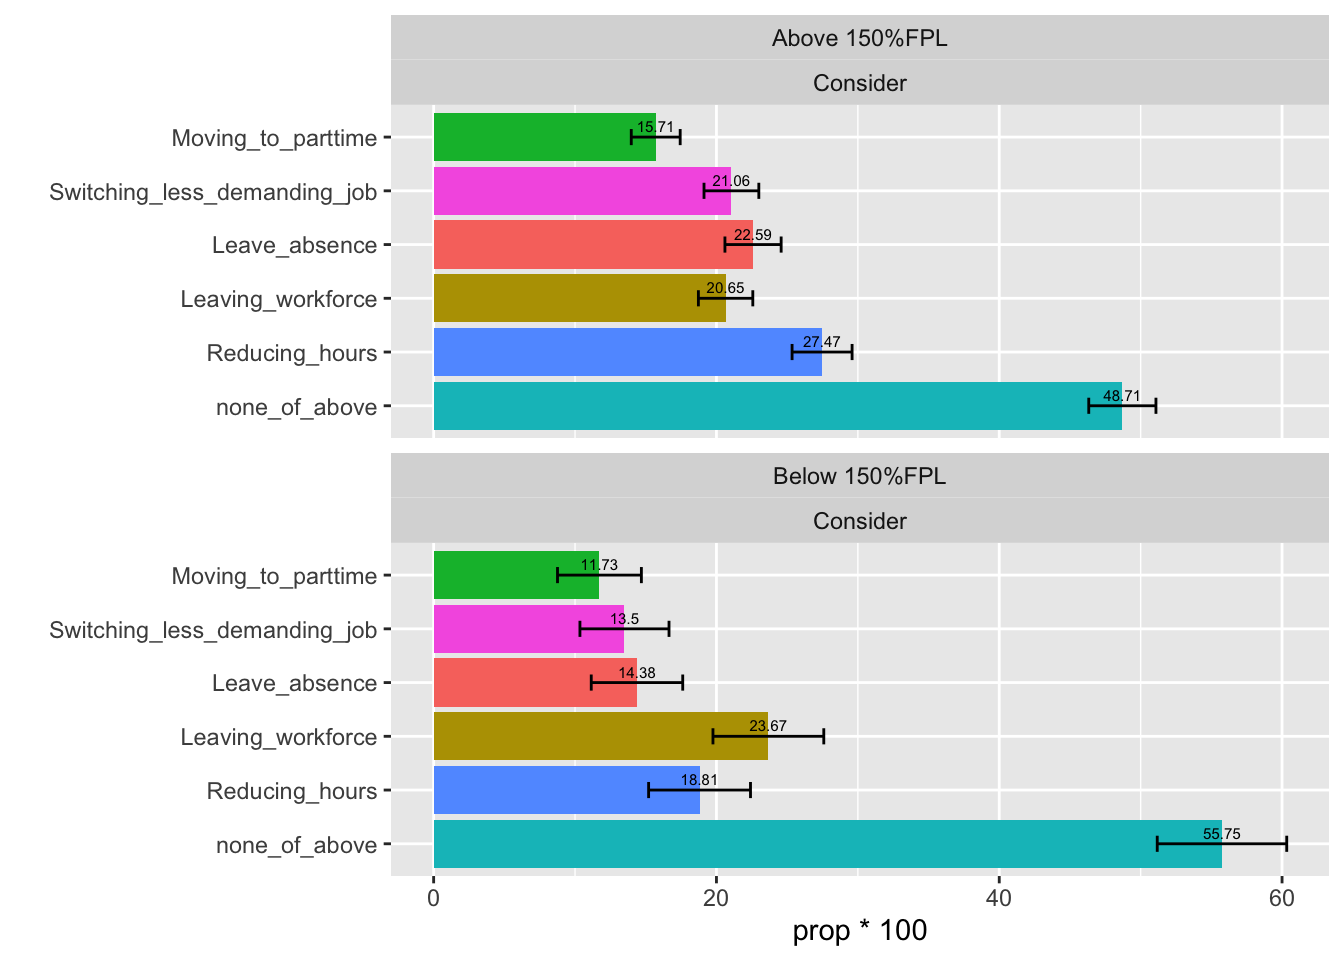 Above 150%FPL
Consider
Moving_to_parttime
15.71
Switching_less_demanding_job
21.06
Leave_absence
22.59
Leaving_workforce
20.65
Reducing_hours
27.47
none_of_above
48.71
Below 150%FPL
Consider
Moving_to_parttime
11.73
Switching_less_demanding_job
13.5
Leave_absence
14.38
Leaving_workforce
23.67
Reducing_hours
18.81
none_of_above
55.75
0 20 40 60
prop * 100